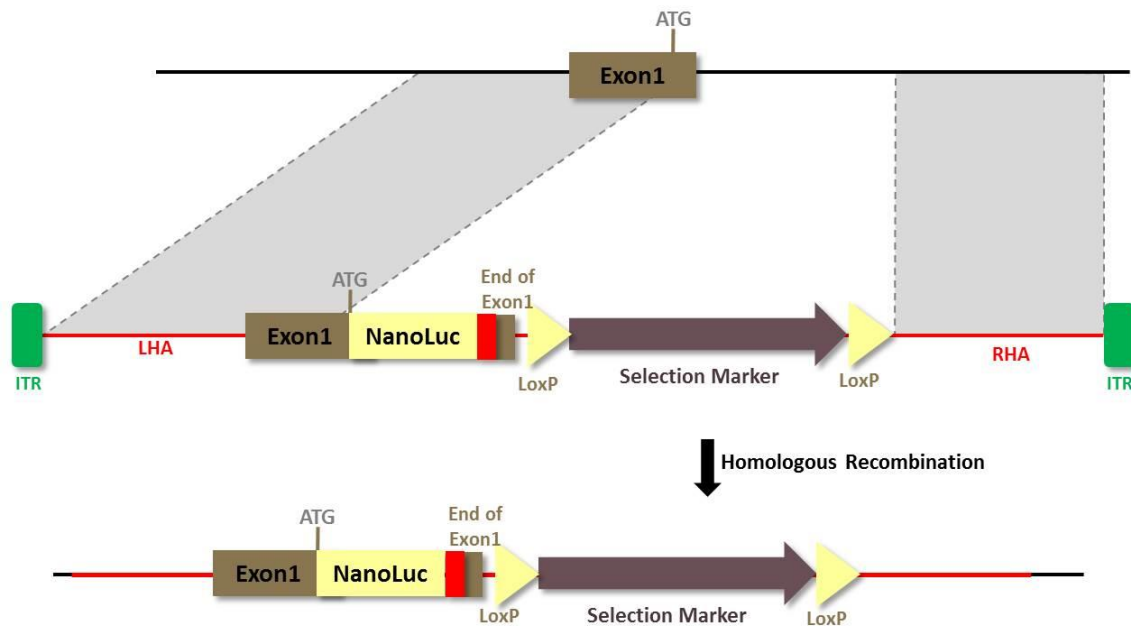 ATG
Exon1
ATG
End of
Exon1
Exon1
NanoLuc
LHA
RHA
ITR
LoxP
Selection Marker
LoxP
ITR
Homologous Recombination
ATG
End of
Exon1
Exon1
NanoLuc
LoxP
Selection Marker
LoxP